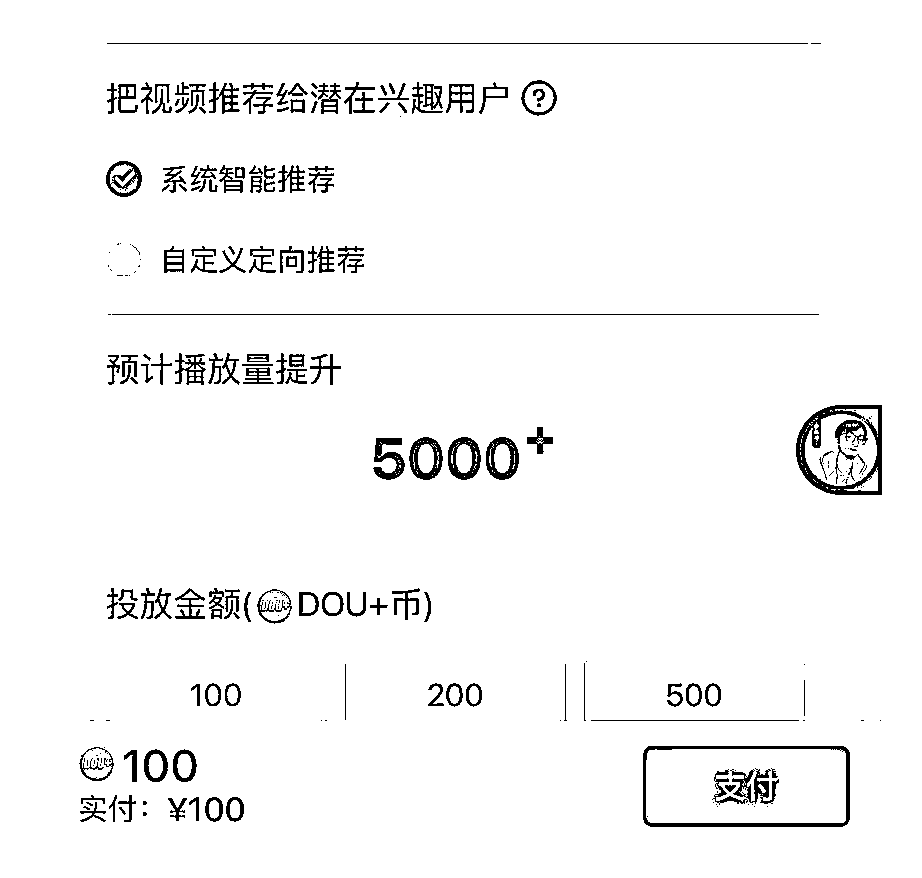 把视频推荐给潜在兴趣用户 ?
系统智能推荐
自定义定向推荐
预计播放量提升
5000+
投放金额(DOU+币)
100 200 500
100
实付：¥100
支付